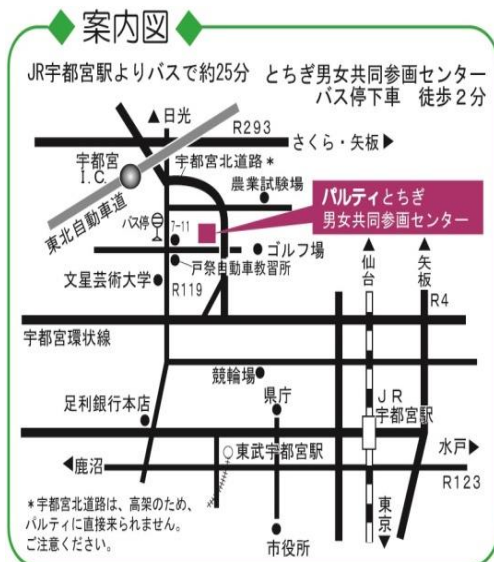 案内図
JR宇都宮駅よりバスで約25分 とちぎ男女共同参画センター
バス停下車 徒歩2分
▲日光
R293
さくら・矢板▶
宇都宮
I.C.
宇都宮北道路*
東北自動車道
農業試験場
パルティとちぎ
男女共同参画センター
バス停
7-11
ゴルフ場
戸祭自動車教習所
文星芸術大学
R119
▲仙台
▲矢板
R4
宇都宮環状線
競輪場
県庁
JR
宇都宮駅
足利銀行本店
東武宇都宮駅
水戸▶
◀鹿沼
R123
*宇都宮北道路は、高架のため、
パルティに直接来られません。
ご注意ください。
市役所
東京▼